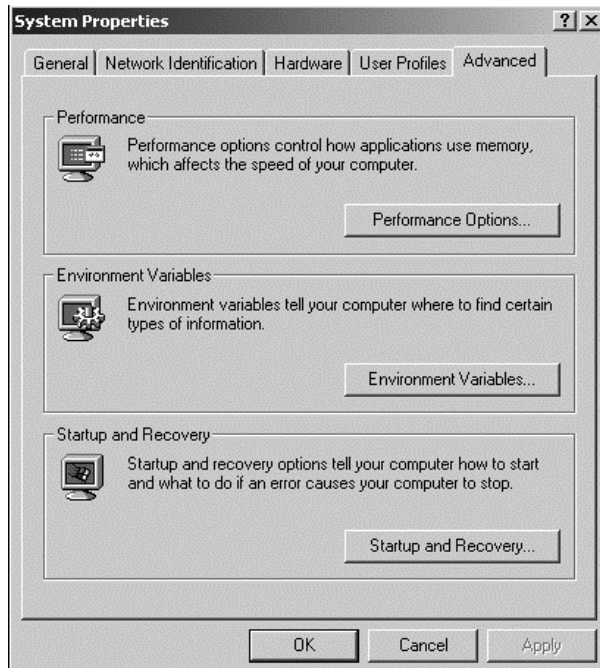 System Properties
General
Network Identification
Hardware
User Profiles
Advanced
Performance
Performance options control how applications use memory,
which affects the speed of your computer.
Performance Options...
Environment Variables
Environment variables tell your computer where to find certain
types of information.
Environment Variables...
Startup and Recovery
Startup and recovery options tell your computer how to start
and what to do if an error causes your computer to stop.
Startup and Recovery...
OK
Cancel
Apply